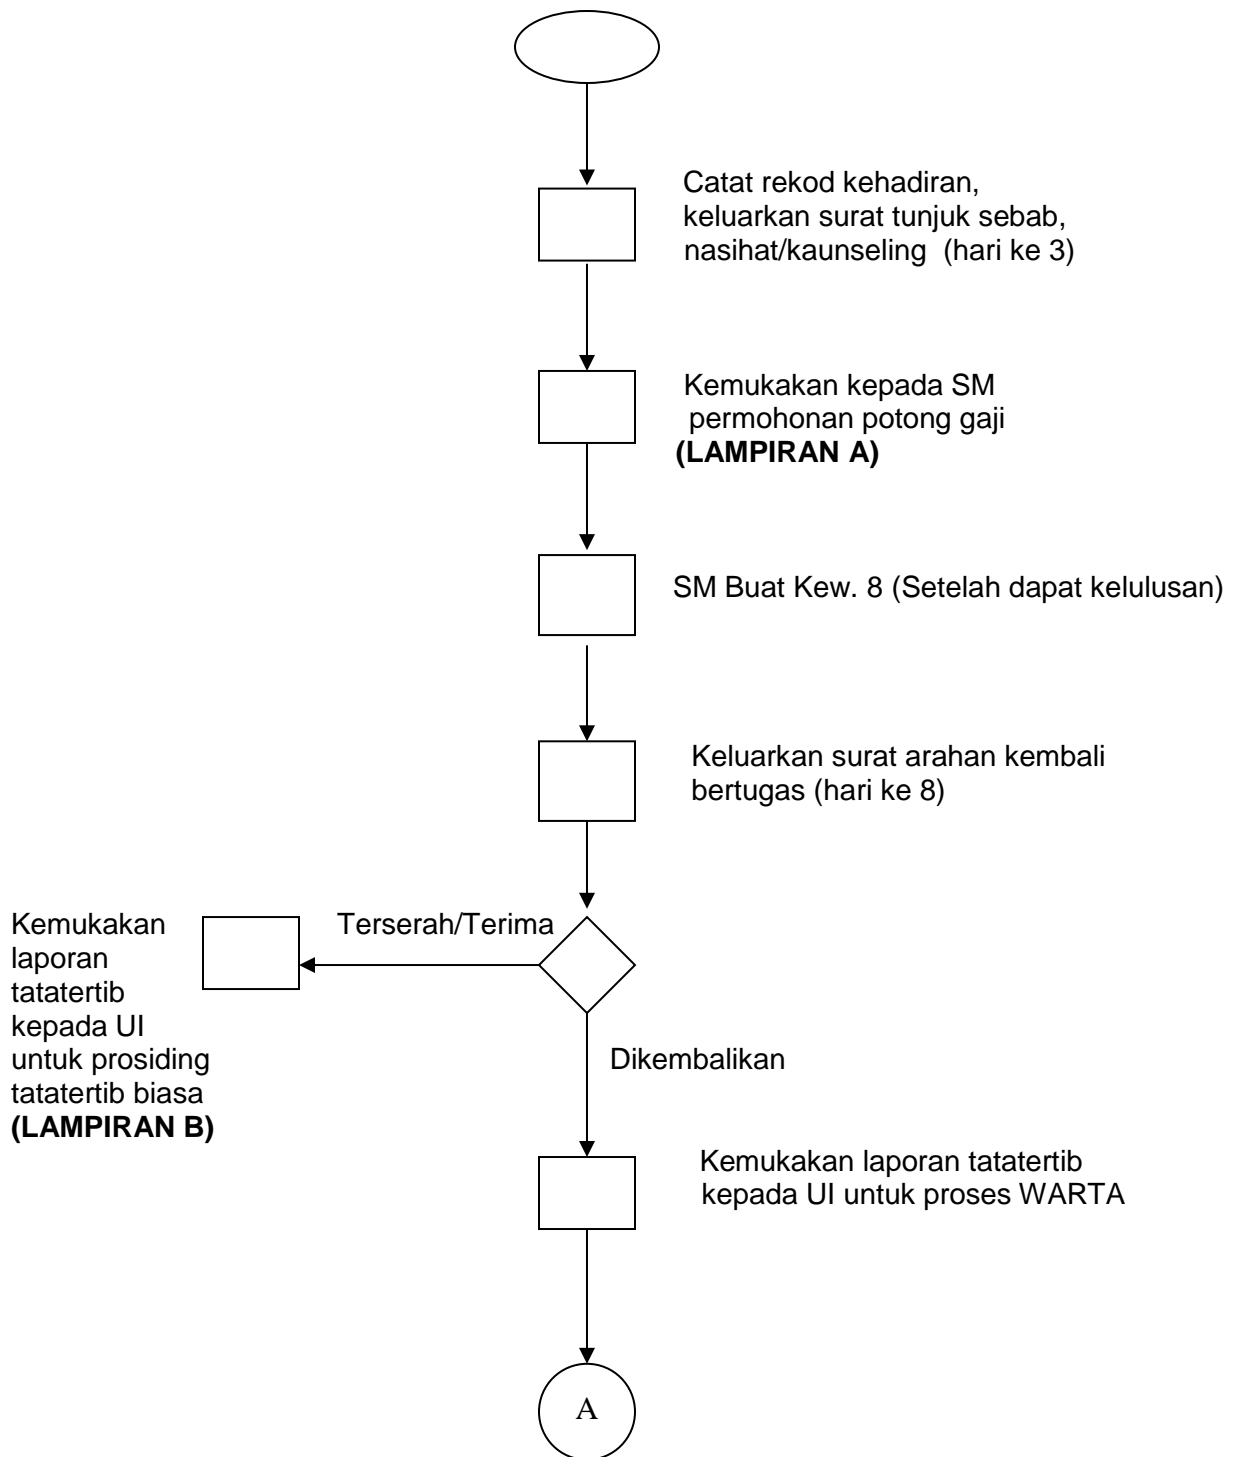 Catat rekod kehadiran,
keluarkan surat tunjuk sebab,
nasihat/kaunseling  (hari ke 3)
Kemukakan kepada SM
permohonan potong gaji
(LAMPIRAN A)
SM Buat Kew. 8 (Setelah dapat kelulusan)
Keluarkan surat arahan kembali
bertugas (hari ke 8)
Terserah/Terima
Kemukakan
laporan
tatatertib
kepada UI
untuk prosiding
tatatertib biasa
(LAMPIRAN B)
Dikembalikan
Kemukakan laporan tatatertib
kepada UI untuk proses WARTA
A